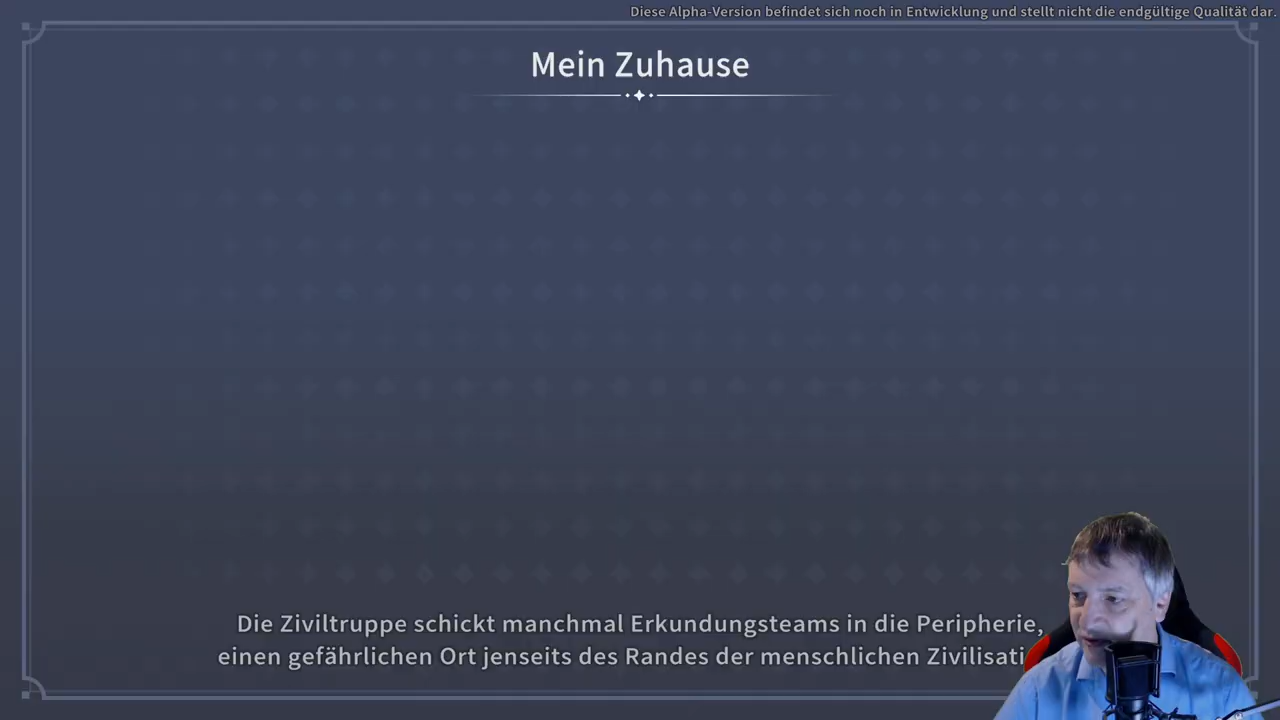 Diese Alpha-Version befindet sich noch in Entwicklung und stellt nicht die endgültige Qualität dar.
Mein Zuhause
Die Ziviltruppe schickt manchmal Erkundungsteams in die Peripherie,
einen gefährlichen Ort jenseits des Randes der menschlichen